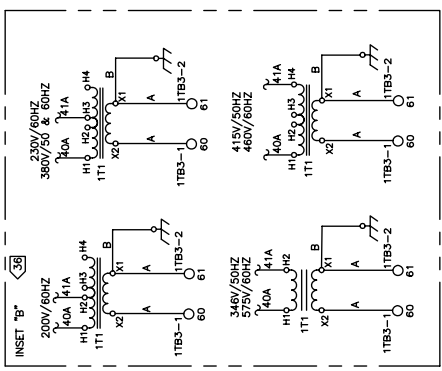 INSET "B"
36
200V/60HZ
40A 41A
H1 H2 H3 H4
1T1
X2 X1 B
A A
1TB3-2
1TB3-1
60 61
230V/60HZ
380V/50 & 60HZ
40A 41A
H1 H2 H3 H4
1T1
X2 X1 B
A A
1TB3-2
1TB3-1
60 61
346V/50HZ
575V/60HZ
40A 41A
H1 H2
1T1
X2 X1 B
A A
1TB3-2
1TB3-1
60 61
415V/50HZ
460V/60HZ
40A 41A
H1 H2 H3 H4
1T1
X2 X1 B
A A
1TB3-2
1TB3-1
60 61